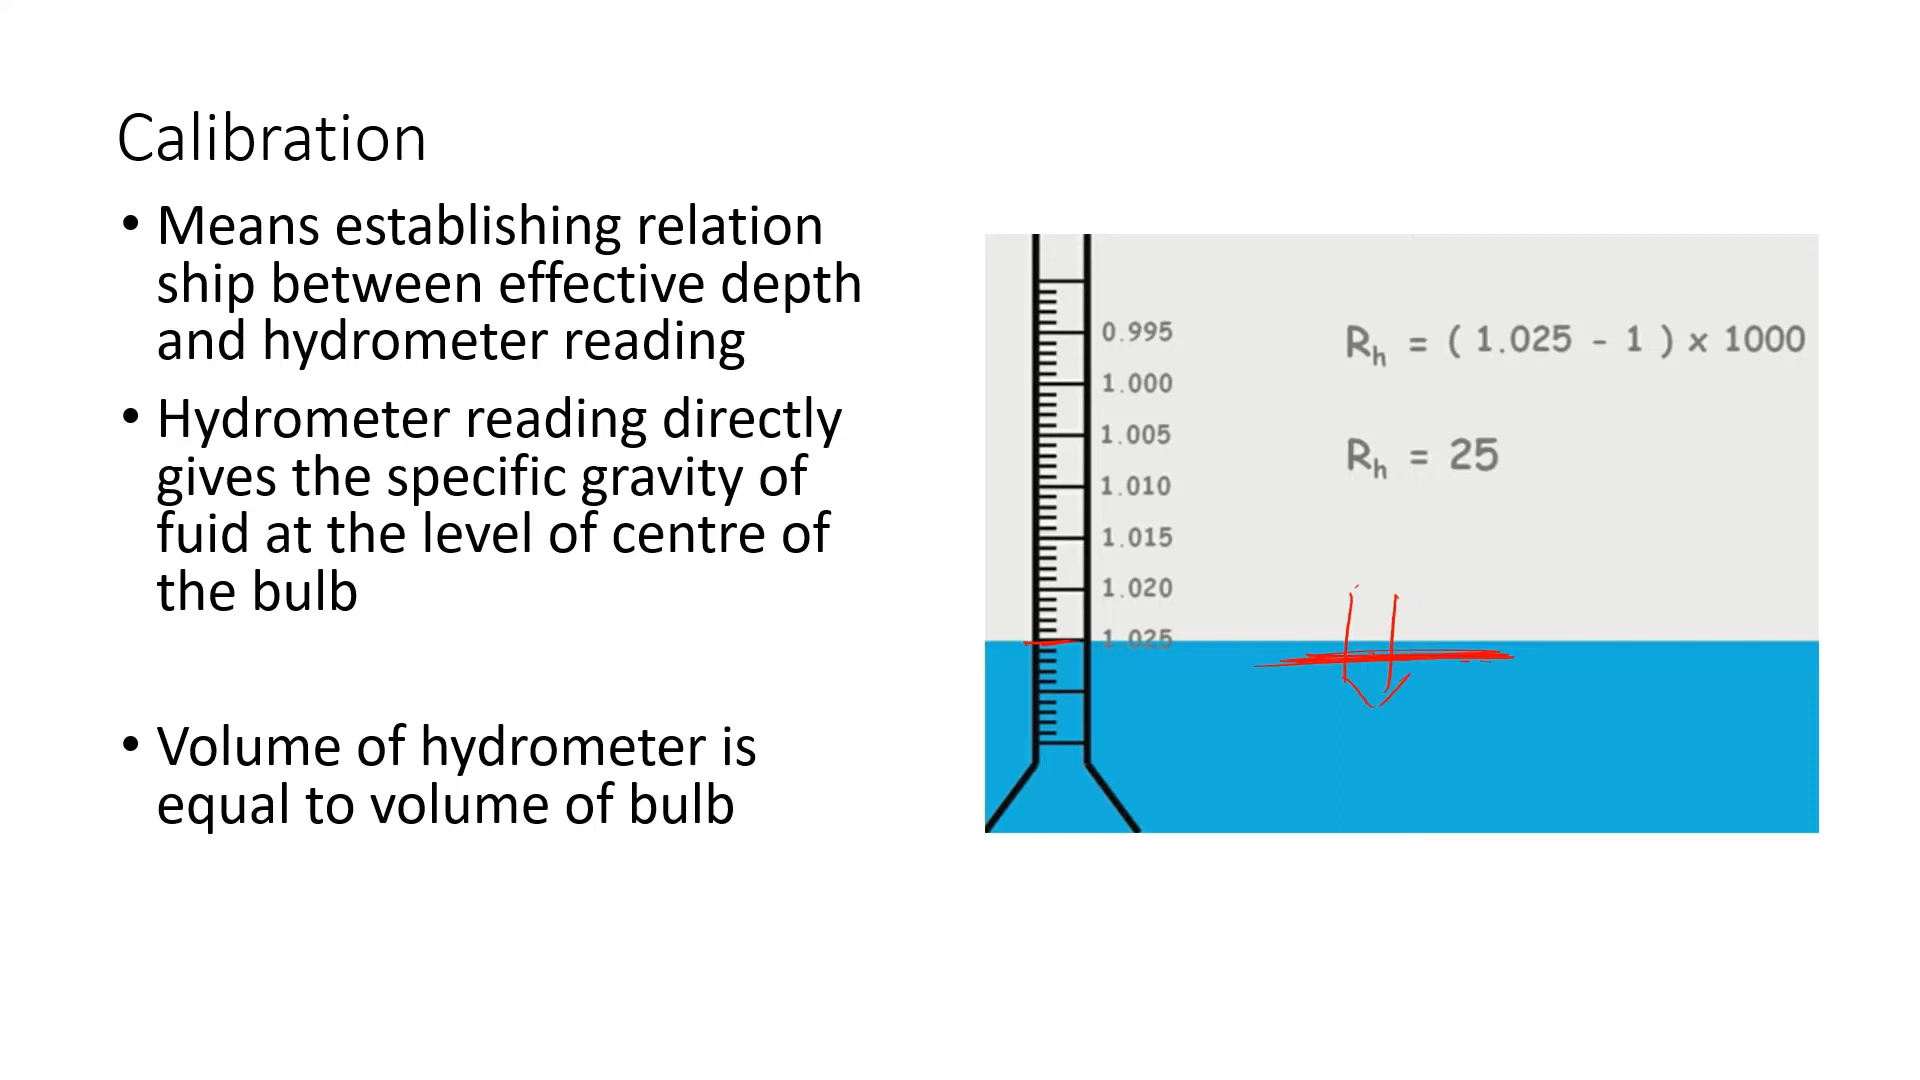 Calibration
• Means establishing relation
ship between effective depth
and hydrometer reading
• Hydrometer reading directly
gives the specific gravity of
fuid at the level of centre of
the bulb
• Volume of hydrometer is
equal to volume of bulb
0.995
1.000
1.005
1.010
1.015
1.020
1.025
Rh = ( 1.025 - 1 ) x 1000
Rh = 25